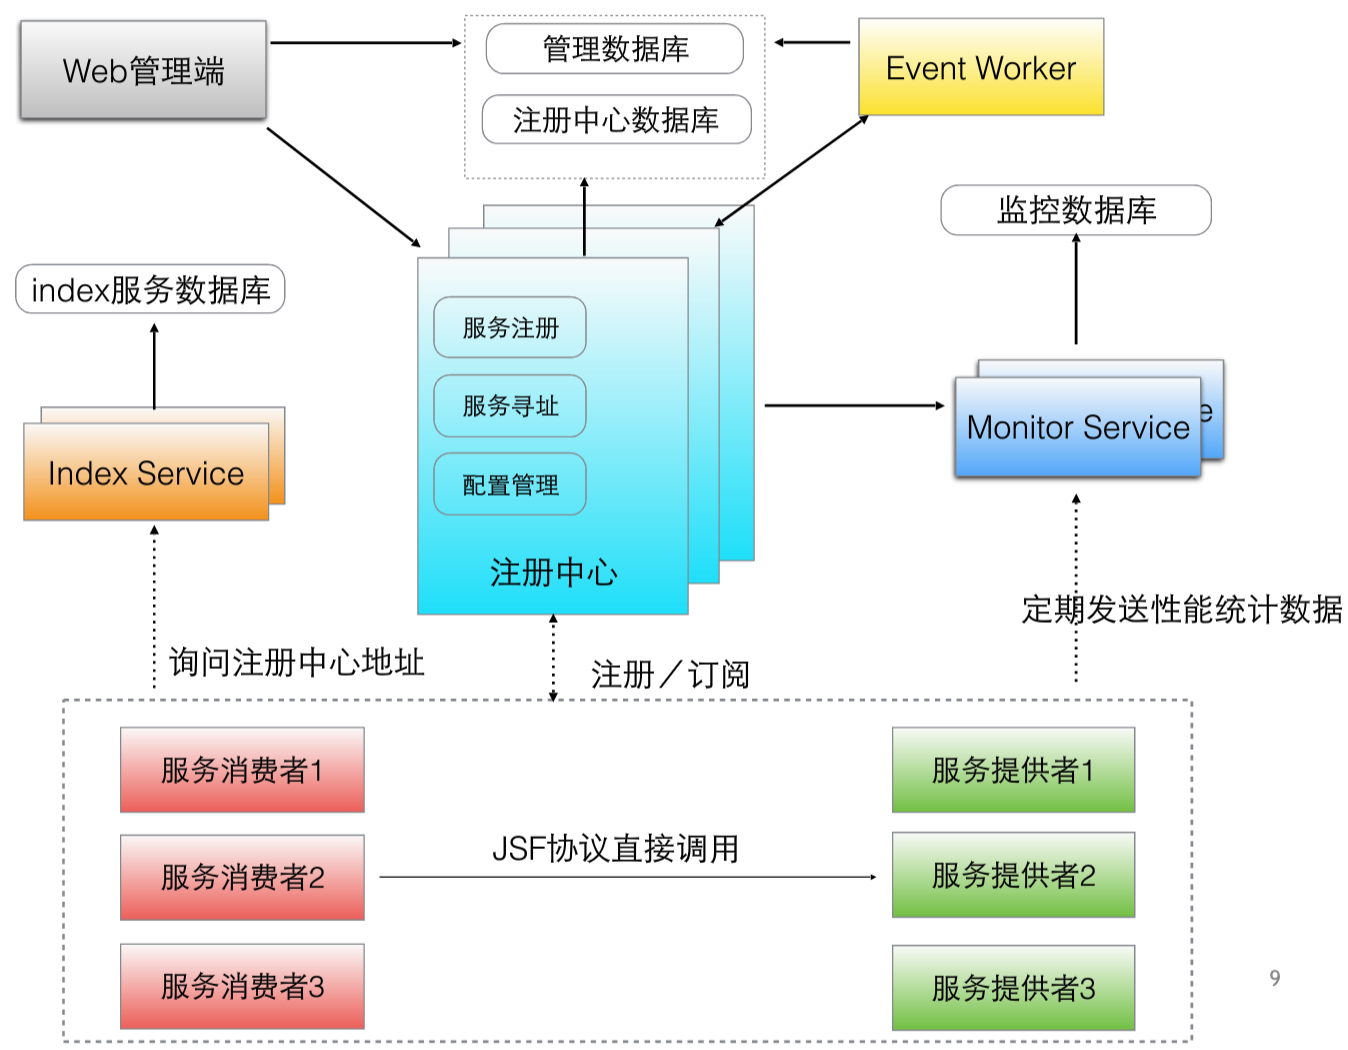 Web管理端
管理数据库
注册中心数据库
Event Worker
监控数据库
index服务数据库
服务注册
服务寻址
配置管理
注册中心
Index Service
Monitor Service
e
询问注册中心地址
注册／订阅
定期发送性能统计数据
服务消费者1
服务提供者1
JSF协议直接调用
服务消费者2
服务提供者2
服务消费者3
服务提供者3
9